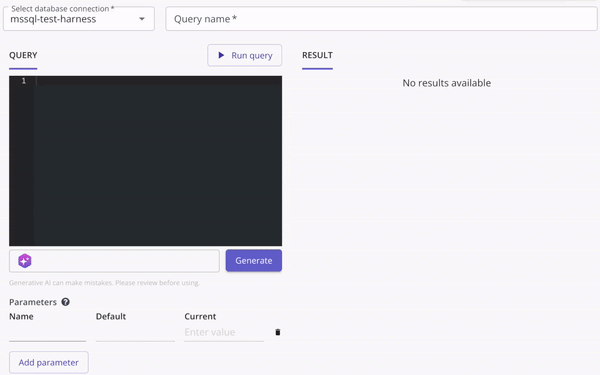 Select database connection *
mssql-test-harness
Query name *
QUERY
Run query
RESULT
1
No results available
Generate
Generative AI can make mistakes. Please review before using.
Parameters ?
Name Default Current
Enter value
Add parameter